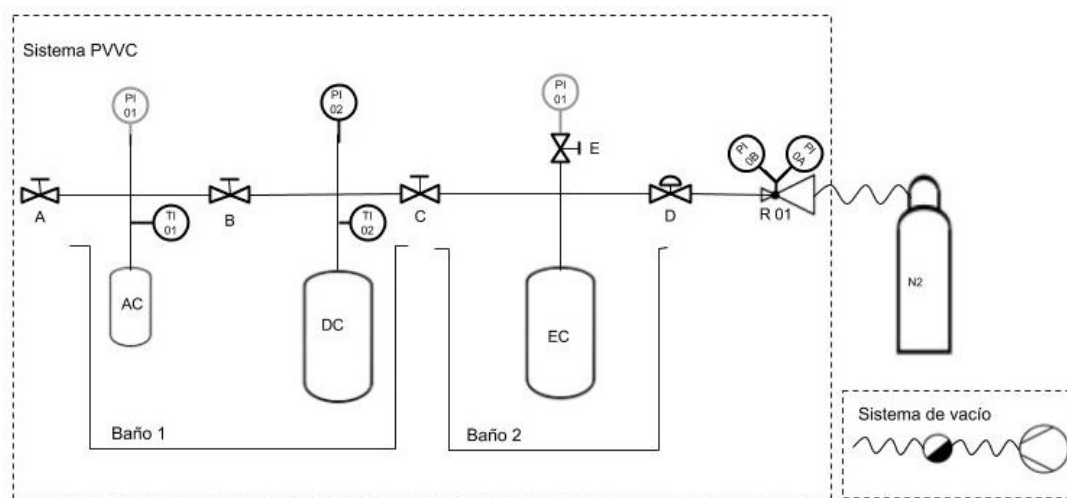 Sistema PVVC
PI
01
PI
02
PI
01
E
PI
0B
PI
0A
A
B
C
D
R 01
TI
01
TI
02
AC
DC
EC
N2
Baño 1
Baño 2
Sistema de vacío